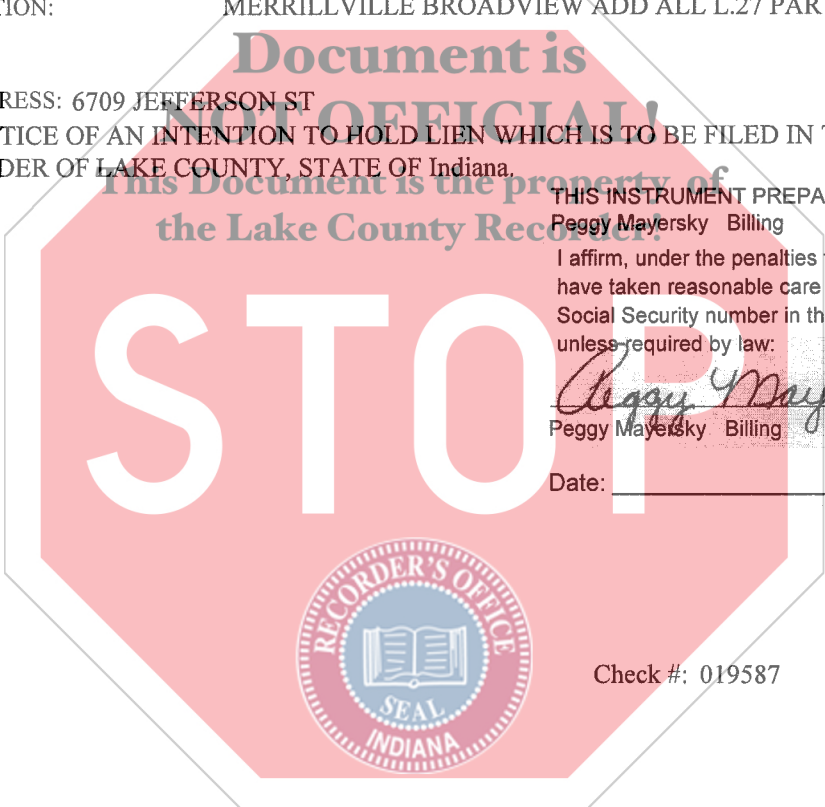 TION: MERRILLVILLE BROADVIEW ADD ALL L.27 PAR
Document is
RESS: 6709 JEFFERSON ST
NOT OFFICIAL!
TICE OF AN INTENTION TO HOLD LIEN WHICH IS TO BE FILED IN
DER OF LAKE COUNTY, STATE OF Indiana.
This Document is the property of
the Lake County Recorder!
THIS INSTRUMENT PREPA
Peggy Mayersky Billing
I affirm, under the penalties
have taken reasonable care
Social Security number in th
unless required by law:
STOP
Peggy May
Peggy Mayersky Billing
Date:
RECORDER'S OFFICE
SEAL
INDIANA
Check #: 019587